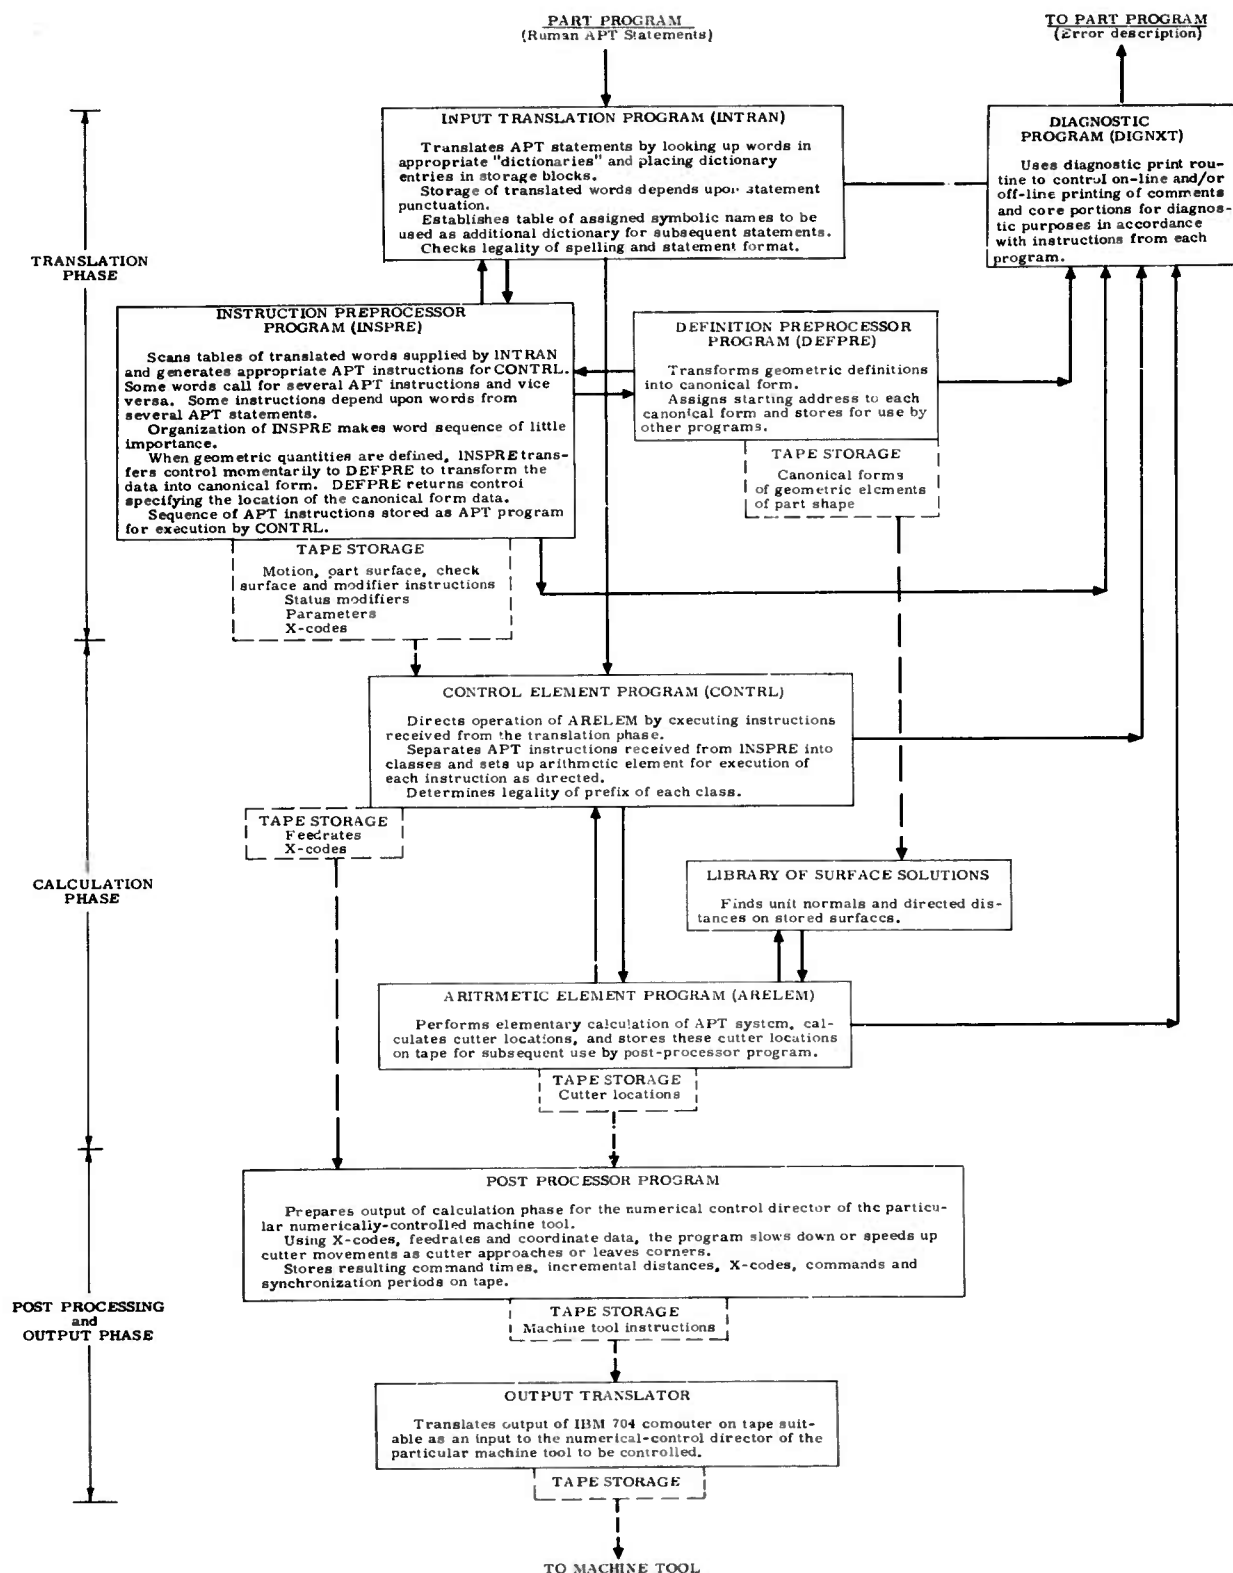 PART PROGRAM
(Ruman APT Statements)
TO PART PROGRAM
(Error description)
INPUT TRANSLATION PROGRAM (INTRAN)
Translates APT statements by looking up words in
appropriate "dictionaries" and placing dictionary
entries in storage blocks.
Storage of translated words depends upon statement
punctuation.
Establishes table of assigned symbolic names to be
used as additional dictionary for subsequent statements.
Checks legality of spelling and statement format.
DIAGNOSTIC
PROGRAM (DIGNXT)
Uses diagnostic print rou-
tine to control on-line and/or
off-line printing of comments
and core portions for diagnos-
tic purposes in accordance
with instructions from each
program.
TRANSLATION
PHASE
INSTRUCTION PREPROCESSOR
PROGRAM (INSPRE)
Scans tables of translated words supplied by INTRAN
and generates appropriate APT instructions for CONTRL.
Some words call for several APT instructions and vice
versa. Some instructions depend upon words from
several APT statements.
Organization of INSPRE makes word sequence of little
importance.
When geometric quantities are defined, INSPRE trans-
fers control momentarily to DEFPRE to transform the
data into canonical form. DEFPRE returns control
specifying the location of the canonical form data.
Sequence of APT instructions stored as APT program
for execution by CONTRL.
DEFINITION PREPROCESSOR
PROGRAM (DEFPRE)
Transforms geometric definitions
into canonical form.
Assigns starting address to each
canonical form and stores for use by
other programs.
TAPE STORAGE
Canonical forms
of geometric elements
of part shape
TAPE STORAGE
Motion, part surface, check
surface and modifier instructions
Status modifiers
Parameters
X-codes
CONTROL ELEMENT PROGRAM (CONTRL)
Directs operation of ARELEM by executing instructions
received from the translation phase.
Separates APT instructions received from INSPRE into
classes and sets up arithmetic element for execution of
each instruction as directed.
Determines legality of prefix of each class.
TAPE STORAGE
Feedrates
X-codes
CALCULATION
PHASE
LIBRARY OF SURFACE SOLUTIONS
Finds unit normals and directed dis-
tances on stored surfaces.
ARITRMETIC ELEMENT PROGRAM (ARELEM)
Performs elementary calculation of APT system, cal-
culates cutter locations, and stores these cutter locations
on tape for subsequent use by post-processor program.
TAPE STORAGE
Cutter locations
POST PROCESSOR PROGRAM
Prepares output of calculation phase for the numerical control director of the particu-
lar numerically-controlled machine tool.
Using X-codes, feedrates and coordinate data, the program slows down or speeds up
cutter movements as cutter approaches or leaves corners.
Stores resulting command times, incremental distances, X-codes, commands and
synchronization periods on tape.
POST PROCESSING
and
OUTPUT PHASE
TAPE STORAGE
Machine tool instructions
OUTPUT TRANSLATOR
Translates output of IBM 704 comouter on tape suit-
able as an input to the numerical-control director of the
particular machine tool to be controlled.
TAPE STORAGE
TO MACHINE TOOL